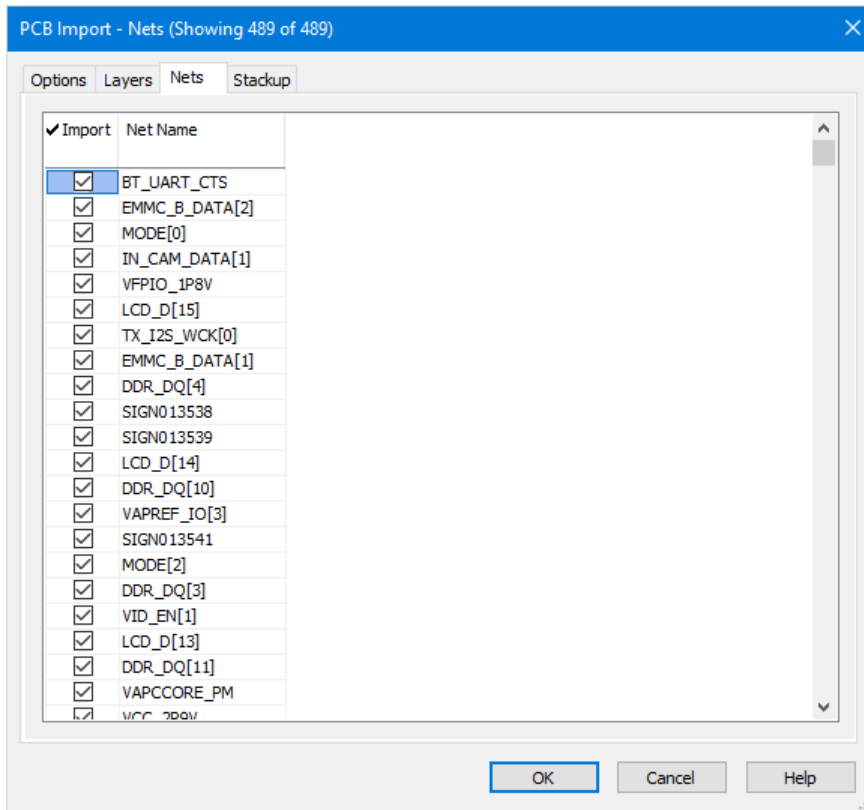 PCB Import - Nets (Showing 489 of 489)
Options Layers Nets Stackup
Import Net Name
BT_UART_CTS
EMMC_B_DATA[2]
MODE[0]
IN_CAM_DATA[1]
VFPIO_1P8V
LCD_D[15]
TX_I2S_WCK[0]
EMMC_B_DATA[1]
DDR_DQ[4]
SIGN013538
SIGN013539
LCD_D[14]
DDR_DQ[10]
VAPREF_IO[3]
SIGN013541
MODE[2]
DDR_DQ[3]
VID_EN[1]
LCD_D[13]
DDR_DQ[11]
VAPCCORE_PM
VCC_2P9V
OK Cancel Help